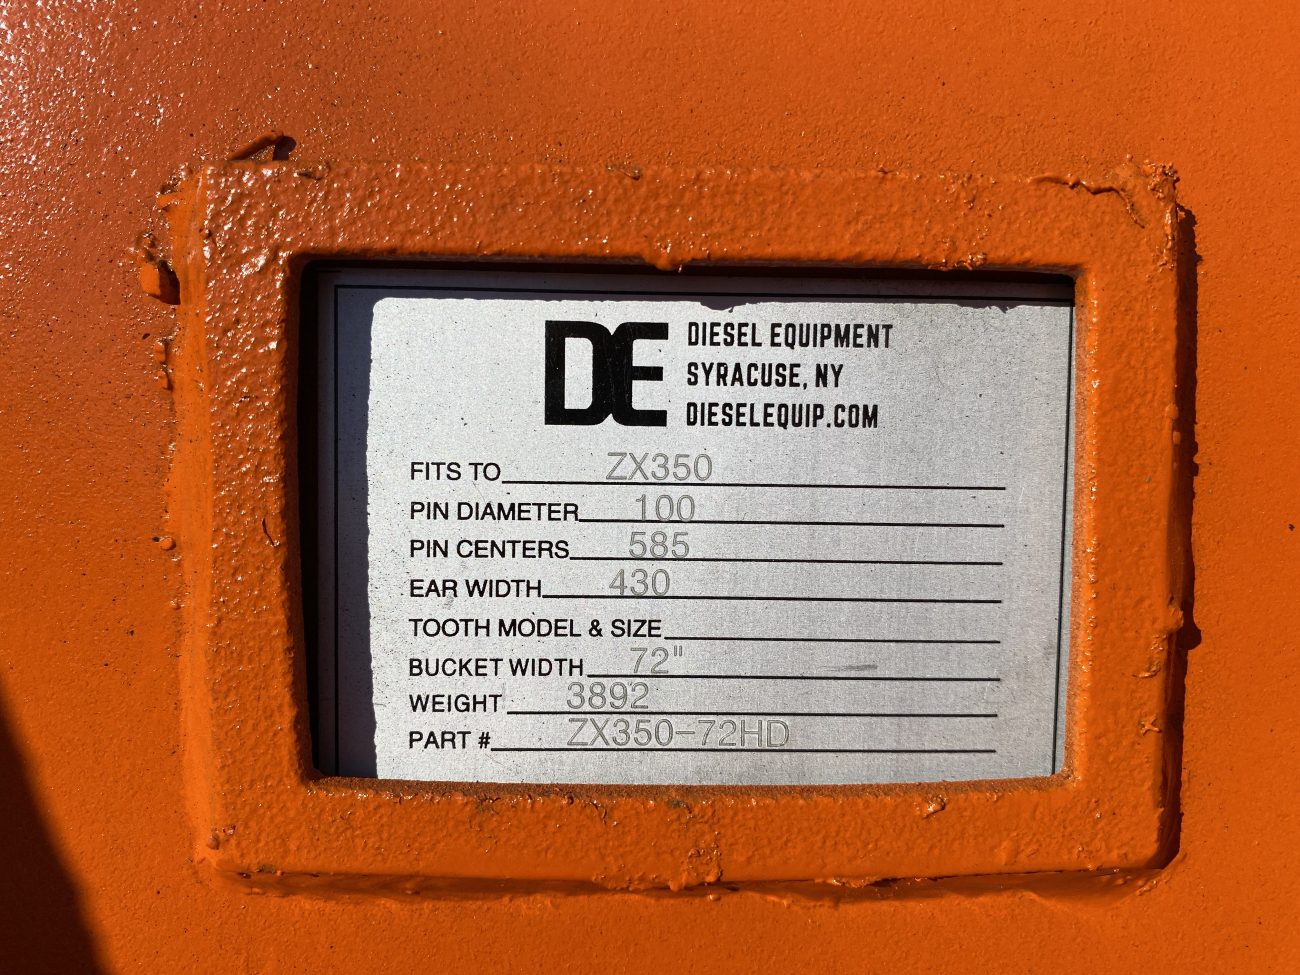 DE
DIESEL EQUIPMENT
SYRACUSE, NY
DIESELEQUIP.COM
FITS TO ZX350
PIN DIAMETER 100
PIN CENTERS 585
EAR WIDTH 430
TOOTH MODEL & SIZE
BUCKET WIDTH 72"
WEIGHT 3892
PART # ZX350-72HD